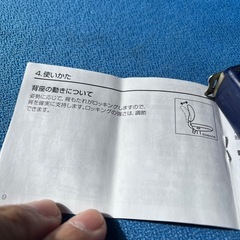 4.使いかた
背座の動きについて
姿勢に応じて、背もたれがロッキングしますので、
背を確実に支持します。ロッキングの強さは、調節
できます。